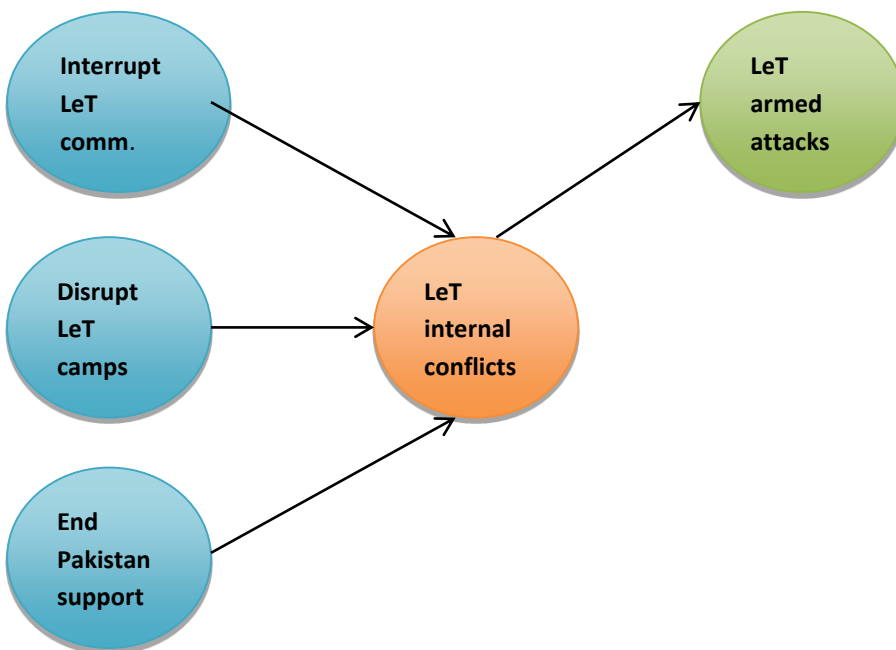 Interrupt
LeT
comm.
LeT
armed
attacks
Disrupt
LeT
camps
LeT
internal
conflicts
End
Pakistan
support